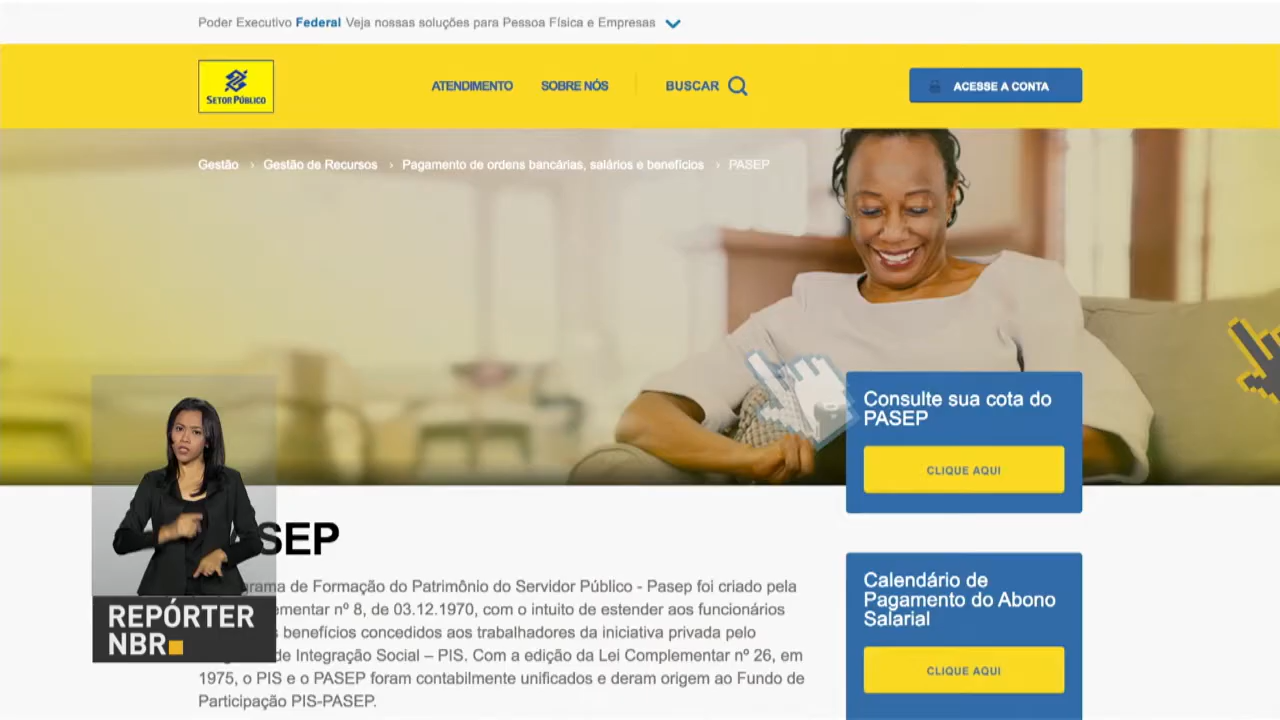 Poder Executivo Federal Veja nossas soluções para Pessoa Física e Empresas
SETOR PÚBLICO
ATENDIMENTO SOBRE NÓS BUSCAR ACESSE A CONTA
Gestão › Gestão de Recursos › Pagamento de ordens bancárias, salários e benefícios › PASEP
Consulte sua cota do
PASEP
CLIQUE AQUI
SEP
grama de Formação do Patrimônio do Servidor Público - Pasep foi criado pela
ementar nº 8, de 03.12.1970, com o intuito de estender aos funcionários
s benefícios concedidos aos trabalhadores da iniciativa privada pelo
de Integração Social – PIS. Com a edição da Lei Complementar nº 26, em
1975, o PIS e o PASEP foram contabilmente unificados e deram origem ao Fundo de
Participação PIS-PASEP.
Calendário de
Pagamento do Abono
Salarial
CLIQUE AQUI
REPÓRTER
NBR